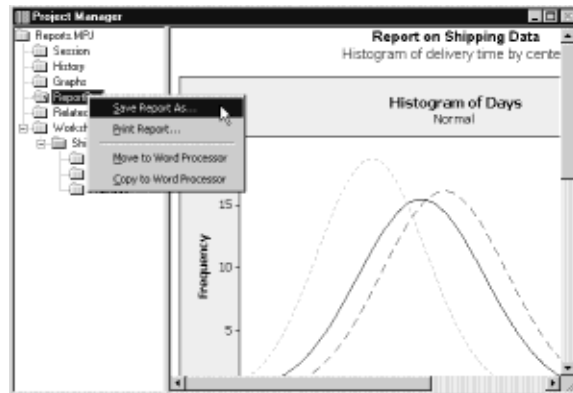 Project Manager
Reports.MPJ
Session
History
Graphs
Report
Related
Worksh
Shi
Save Report As...
Print Report...
Move to Word Processor
Copy to Word Processor
Report on Shipping Data
Histogram of delivery time by cente
Histogram of Days
Normal
Frequency
15
10
5